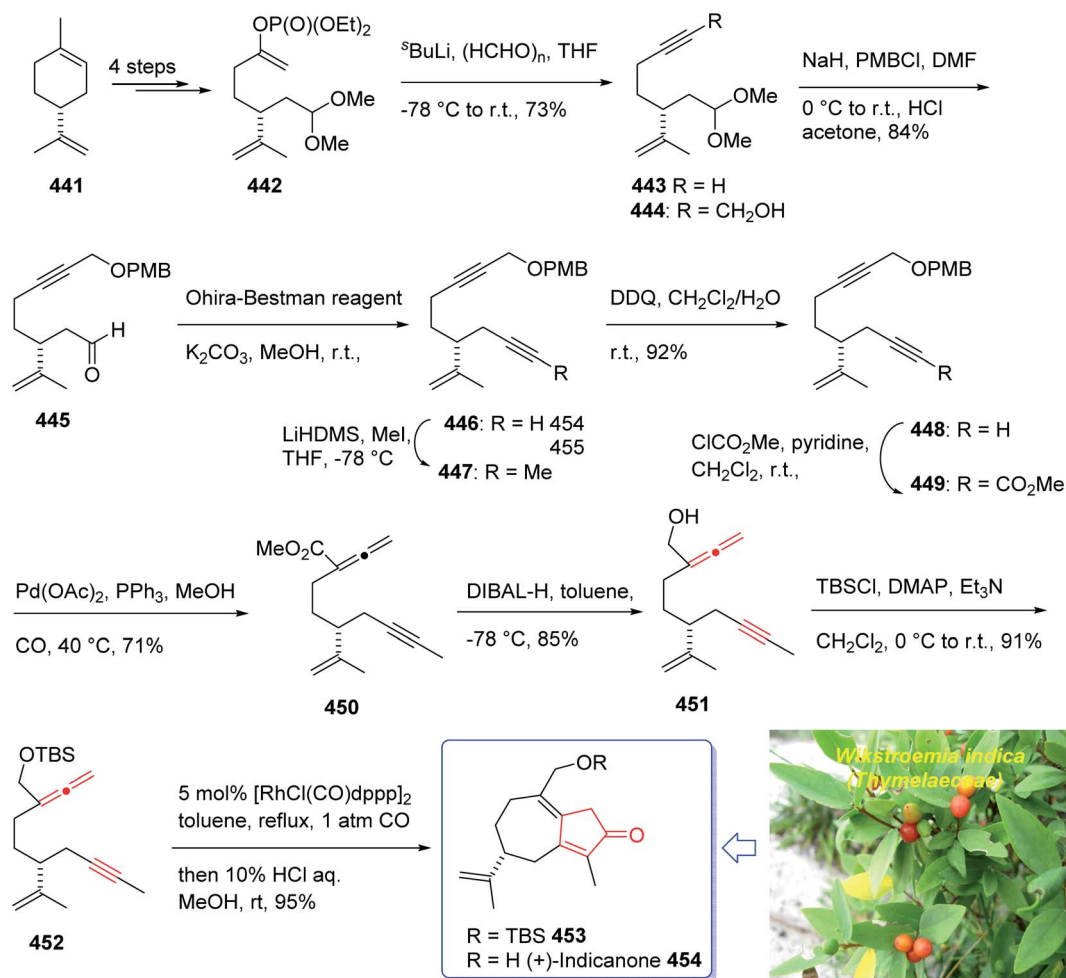 OP(O)(OEt)2
4 steps
OMe
OMe
441
442
sBuLi, (HCHO)n, THF
-78 °C to r.t., 73%
R
OMe
OMe
443 R = H
444: R = CH2OH
NaH, PMBCl, DMF
0 °C to r.t., HCl
acetone, 84%
OPMB
H
O
445
Ohira-Bestman reagent
K2CO3, MeOH, r.t.,
OPMB
R
446: R = H 454
455
447: R = Me
LiHDMS, MeI,
THF, -78 °C
DDQ, CH2Cl2/H2O
r.t., 92%
OPMB
R
448: R = H
449: R = CO2Me
ClCO2Me, pyridine,
CH2Cl2, r.t.,
Pd(OAc)2, PPh3, MeOH
CO, 40 °C, 71%
MeO2C
450
DIBAL-H, toluene,
-78 °C, 85%
OH
451
TBSCl, DMAP, Et3N
CH2Cl2, 0 °C to r.t., 91%
OTBS
452
5 mol% [RhCl(CO)dppp]2
toluene, reflux, 1 atm CO
then 10% HCl aq.
MeOH, rt, 95%
OR
O
R = TBS 453
R = H (+)-Indicanone 454
Wikstroemia indica
(Thymelaeceae)